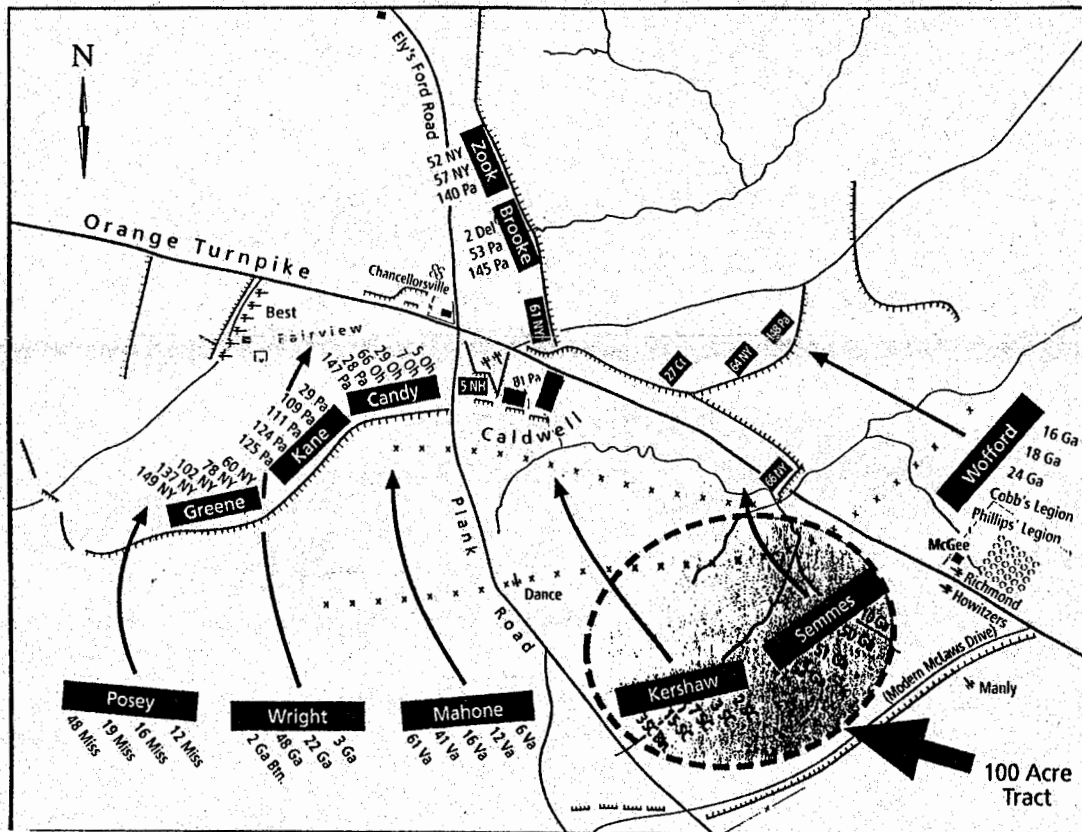 N
Ely's Ford Road
Zook
52 NY
57 NY
140 Pa
Brooke
2 Del
53 Pa
145 Pa
Orange Turnpike
Chancellorsville
Best
Fairview
61 NY
5 Oh
7 Oh
29 Oh
66 Oh
28 Pa
147 Pa
Candy
5 NH
81 Pa
Caldwell
27 Ct
64 NY
29 Pa
109 Pa
111 Pa
124 Pa
125 Pa
Kane
60 NY
78 NY
102 NY
137 NY
149 NY
Greene
66 NY
Wofford
16 Ga
18 Ga
24 Ga
Cobb's Legion
Phillips' Legion
McGee
Richmond
Howitzers
Plank
Road
Dance
Semmes
50 Ga
(Modern McLaws Drive)
Manly
Kershaw
Posey
48 Miss
19 Miss
16 Miss
12 Miss
Wright
2 Ga Btn.
48 Ga
22 Ga
3 Ga
Mahone
61 Va
41 Va
16 Va
12 Va
6 Va
100 Acre
Tract